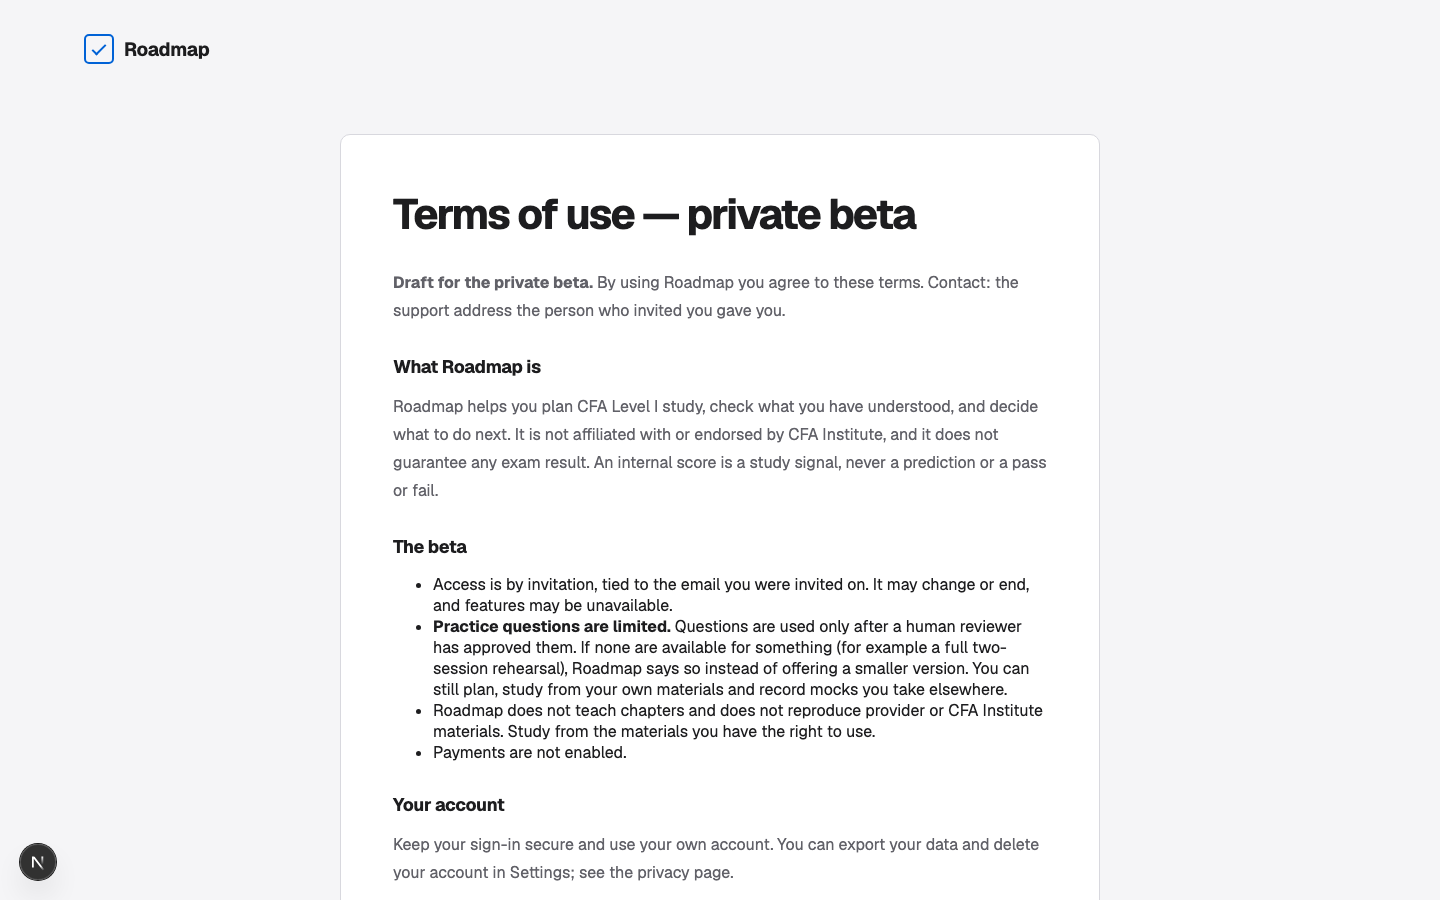 Roadmap
Terms of use — private beta
Draft for the private beta. By using Roadmap you agree to these terms. Contact: the
support address the person who invited you gave you.
What Roadmap is
Roadmap helps you plan CFA Level I study, check what you have understood, and decide
what to do next. It is not affiliated with or endorsed by CFA Institute, and it does not
guarantee any exam result. An internal score is a study signal, never a prediction or a pass
or fail.
The beta
• Access is by invitation, tied to the email you were invited on. It may change or end,
and features may be unavailable.
• Practice questions are limited. Questions are used only after a human reviewer
has approved them. If none are available for something (for example a full two-
session rehearsal), Roadmap says so instead of offering a smaller version. You can
still plan, study from your own materials and record mocks you take elsewhere.
• Roadmap does not teach chapters and does not reproduce provider or CFA Institute
materials. Study from the materials you have the right to use.
• Payments are not enabled.
Your account
Keep your sign-in secure and use your own account. You can export your data and delete
your account in Settings; see the privacy page.
N